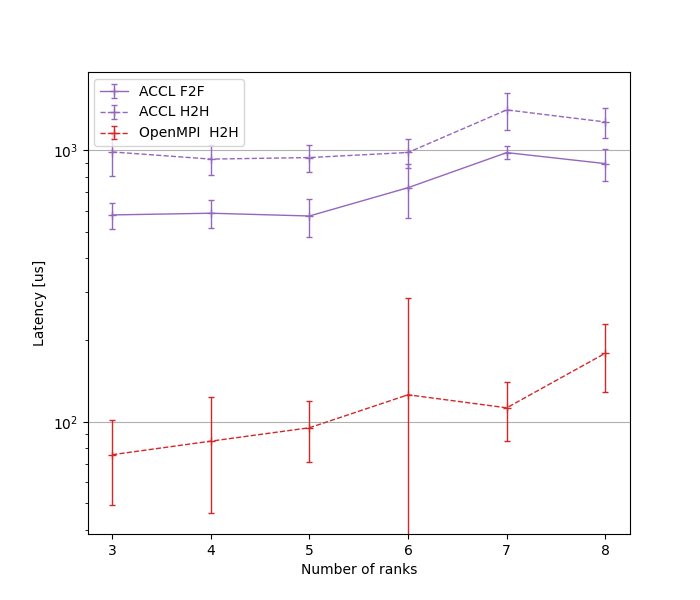 ACCL F2F
ACCL H2H
OpenMPI  H2H
10³
10²
Latency [us]
3 4 5 6 7 8
Number of ranks